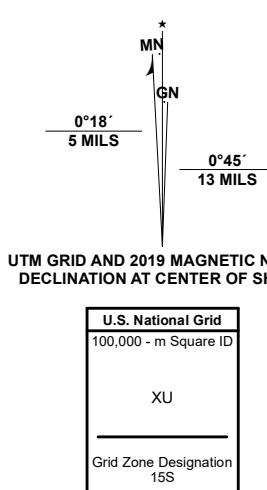 ★
MN
GN
0°18´
5 MILS
0°45´
13 MILS
UTM GRID AND 2019 MAGNETIC N
DECLINATION AT CENTER OF SH
U.S. National Grid
100,000 - m Square ID
XU
Grid Zone Designation
15S